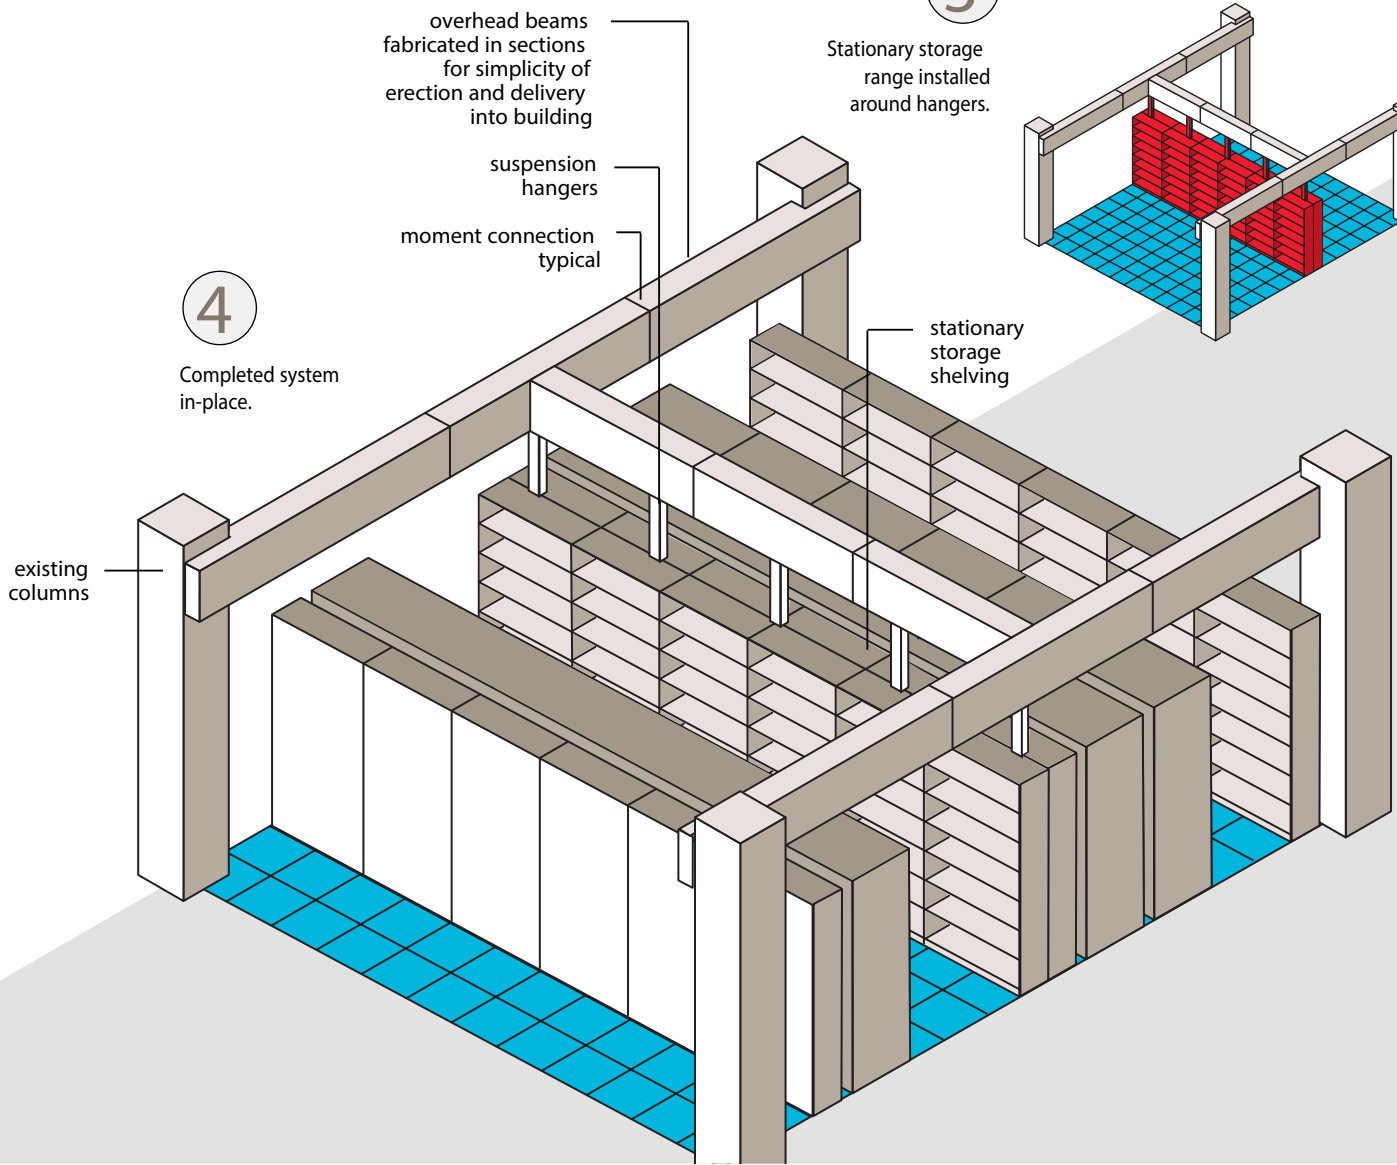 overhead beams
fabricated in sections
for simplicity of
erection and delivery
into building
suspension
hangers
moment connection
typical
4
Completed system
in-place.
existing
columns
3
Stationary storage
range installed
around hangers.
stationary
storage
shelving